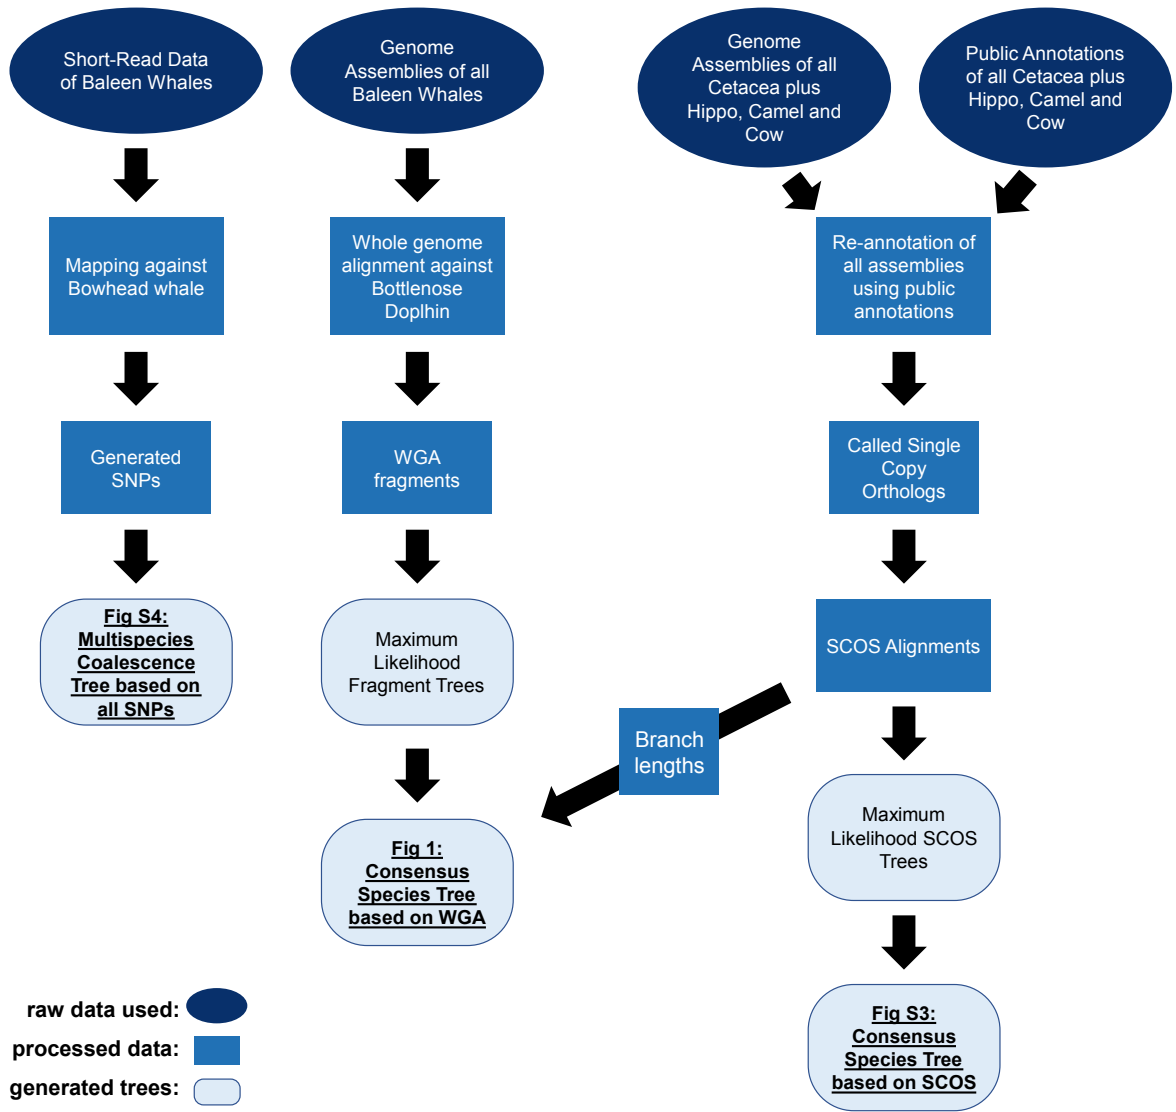 Short-Read Data
of Baleen Whales
Genome
Assemblies of all
Baleen Whales
Genome
Assemblies of all
Cetacea plus
Hippo, Camel and
Cow
Public Annotations
of all Cetacea plus
Hippo, Camel and
Cow
Mapping against
Bowhead whale
Whole genome
alignment against
Bottlenose
Doplhin
Re-annotation of
all assemblies
using public
annotations
Generated
SNPs
WGA
fragments
Called Single
Copy
Orthologs
Fig S4:
Multispecies
Coalescence
Tree based on
all SNPs
Maximum
Likelihood
Fragment Trees
SCOS Alignments
Branch
lengths
Maximum
Likelihood SCOS
Trees
Fig 1:
Consensus
Species Tree
based on WGA
Fig S3:
Consensus
Species Tree
based on SCOS
raw data used:
processed data:
generated trees: